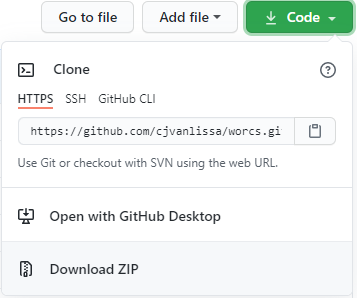 Go to file Add file Code
Clone
HTTPS SSH GitHub CLI
https://github.com/cjvanlissa/worcs.gi
Use Git or checkout with SVN using the web URL.
Open with GitHub Desktop
Download ZIP